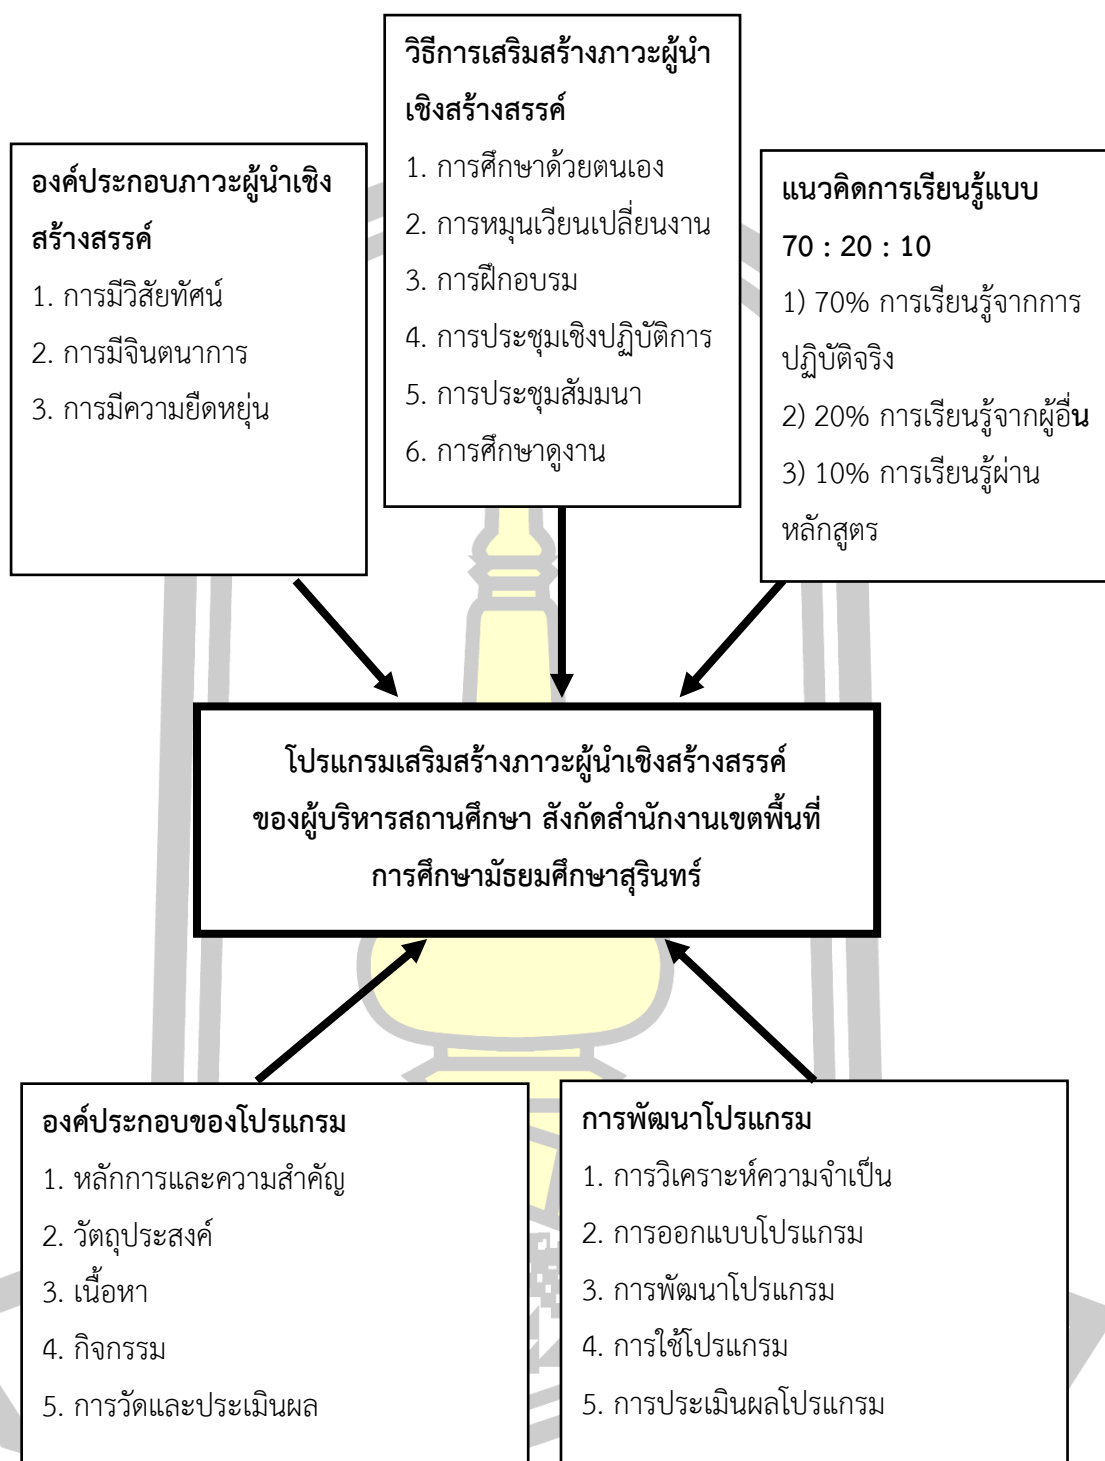 วิธีการเสริมสร้างภาวะผู้นำ
เชิงสร้างสรรค์
1. การศึกษาด้วยตนเอง
2. การหมุนเวียนเปลี่ยนงาน
3. การฝึกอบรม
4. การประชุมเชิงปฏิบัติการ
5. การประชุมสัมมนา
6. การศึกษาดูงาน
องค์ประกอบภาวะผู้นำเชิง
สร้างสรรค์
1. การมีวิสัยทัศน์
2. การมีจินตนาการ
3. การมีความยืดหยุ่น
แนวคิดการเรียนรู้แบบ
70 : 20 : 10
1) 70% การเรียนรู้จากการ
ปฏิบัติจริง
2) 20% การเรียนรู้จากผู้อื่น
3) 10% การเรียนรู้ผ่าน
หลักสูตร
โปรแกรมเสริมสร้างภาวะผู้นำเชิงสร้างสรรค์
ของผู้บริหารสถานศึกษา สังกัดสำนักงานเขตพื้นที่
การศึกษามัธยมศึกษาสุรินทร์
องค์ประกอบของโปรแกรม
1. หลักการและความสำคัญ
2. วัตถุประสงค์
3. เนื้อหา
4. กิจกรรม
5. การวัดและประเมินผล
การพัฒนาโปรแกรม
1. การวิเคราะห์ความจำเป็น
2. การออกแบบโปรแกรม
3. การพัฒนาโปรแกรม
4. การใช้โปรแกรม
5. การประเมินผลโปรแกรม